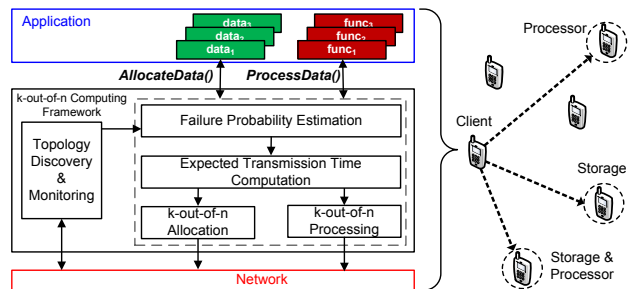 Application
data3
data2
data1
func3
func2
func1
AllocateData()
ProcessData()
k-out-of-n Computing
Framework
Topology
Discovery
&
Monitoring
Failure Probability Estimation
Expected Transmission Time
Computation
k-out-of-n
Allocation
k-out-of-n
Processing
Network
Processor
Client
Storage
Storage &
Processor